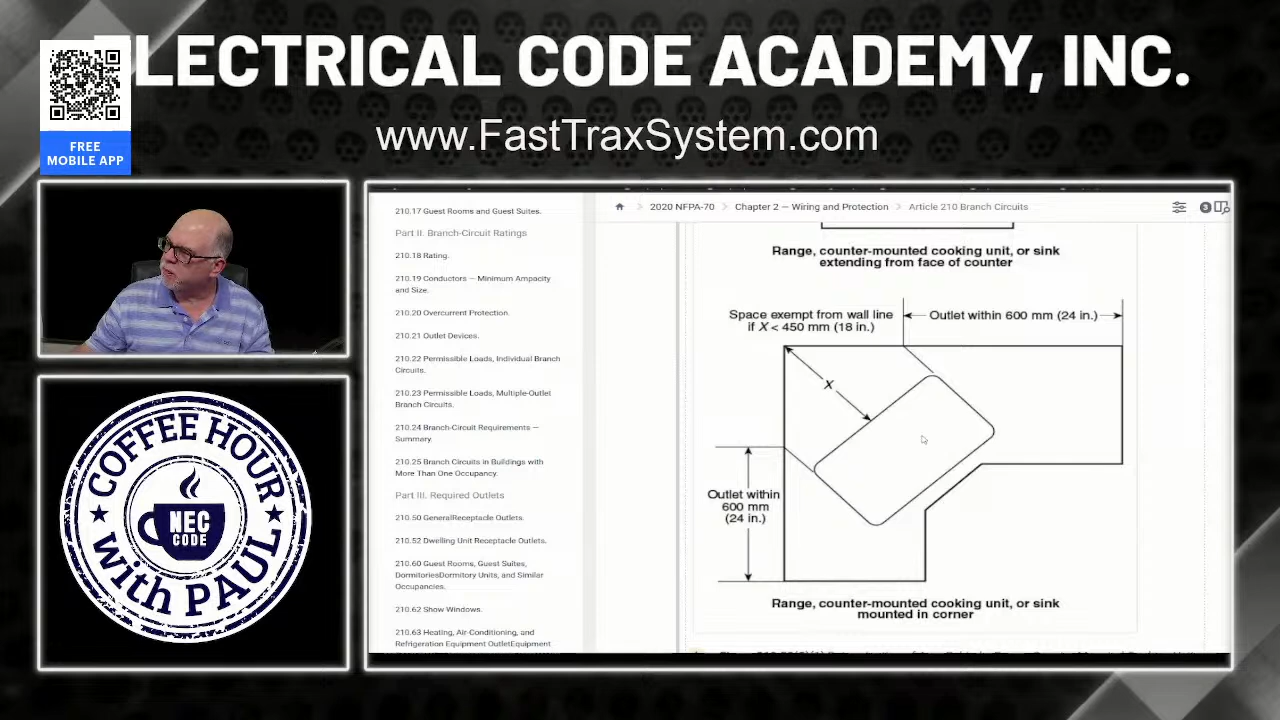 ELECTRICAL CODE ACADEMY, INC.
www.FastTraxSystem.com
FREE
MOBILE APP
COFFEE HOUR
NEC
CODE
with PAUL
210.17 Guest Rooms and Guest Suites.
Part II. Branch-Circuit Ratings
210.18 Rating.
210.19 Conductors — Minimum Ampacity
and Size.
210.20 Overcurrent Protection.
210.21 Outlet Devices.
210.22 Permissible Loads, Individual Branch
Circuits.
210.23 Permissible Loads, Multiple-Outlet
Branch Circuits.
210.24 Branch-Circuit Requirements —
Summary.
210.25 Branch Circuits in Buildings with
More Than One Occupancy.
Part III. Required Outlets
210.50 GeneralReceptacle Outlets.
210.52 Dwelling Unit Receptacle Outlets.
210.60 Guest Rooms, Guest Suites,
DormitoriesDormitory Units, and Similar
Occupancies.
210.62 Show Windows.
210.63 Heating, Air-Conditioning, and
Refrigeration Equipment OutletEquipment
2020 NFPA-70 > Chapter 2 — Wiring and Protection > Article 210 Branch Circuits
3
Range, counter-mounted cooking unit, or sink
extending from face of counter
Space exempt from wall line
if X < 450 mm (18 in.)
Outlet within 600 mm (24 in.)
X
Outlet within
600 mm
(24 in.)
Range, counter-mounted cooking unit, or sink
mounted in corner